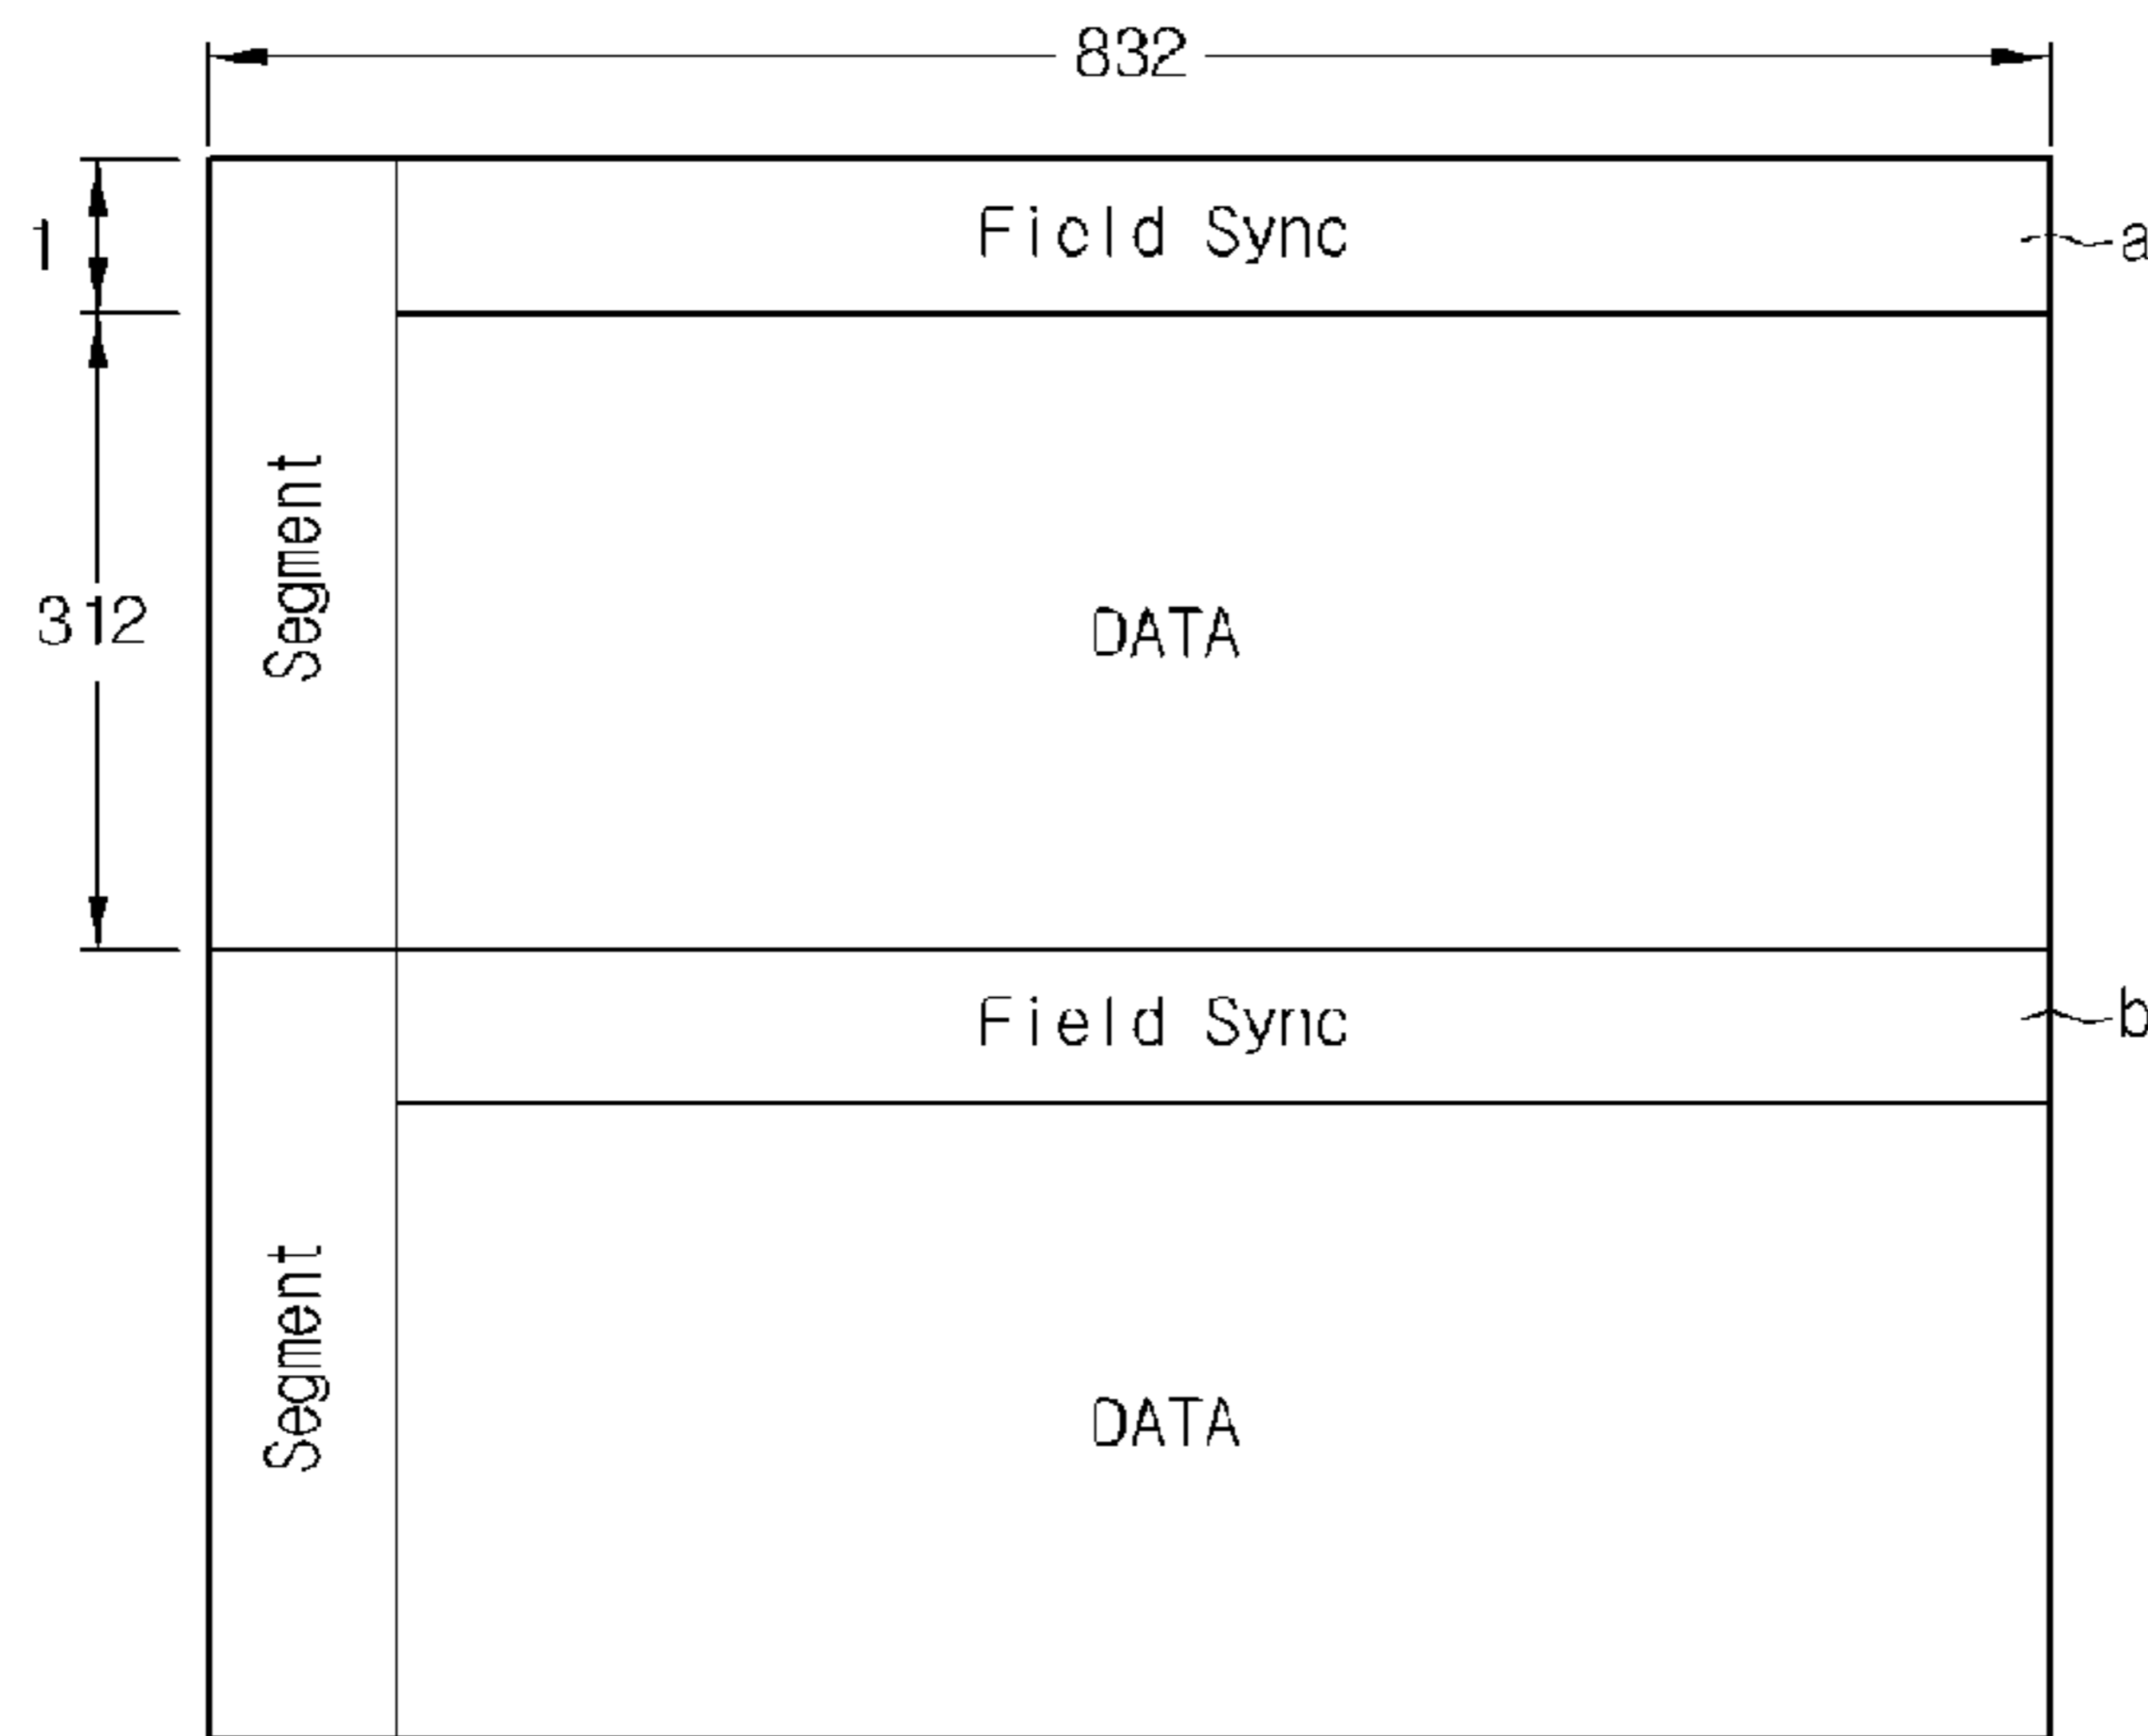 832
1
Ficld Sync
a
Segment
312
DATA
Field Sync
b
Segment
DATA